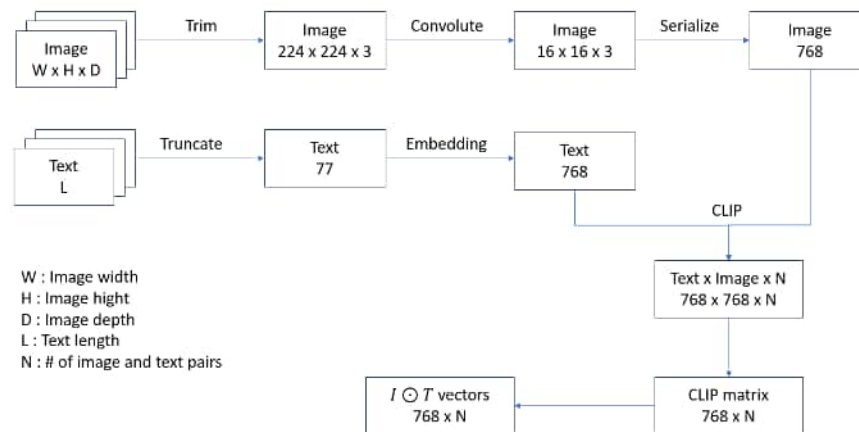 Image
W x H x D
Trim
Image
224 x 224 x 3
Convolute
Image
16 x 16 x 3
Serialize
Image
768
Text
L
Truncate
Text
77
Embedding
Text
768
CLIP
Text x Image x N
768 x 768 x N
W : Image width
H : Image hight
D : Image depth
L : Text length
N : # of image and text pairs
I ⊙ T vectors
768 x N
CLIP matrix
768 x N